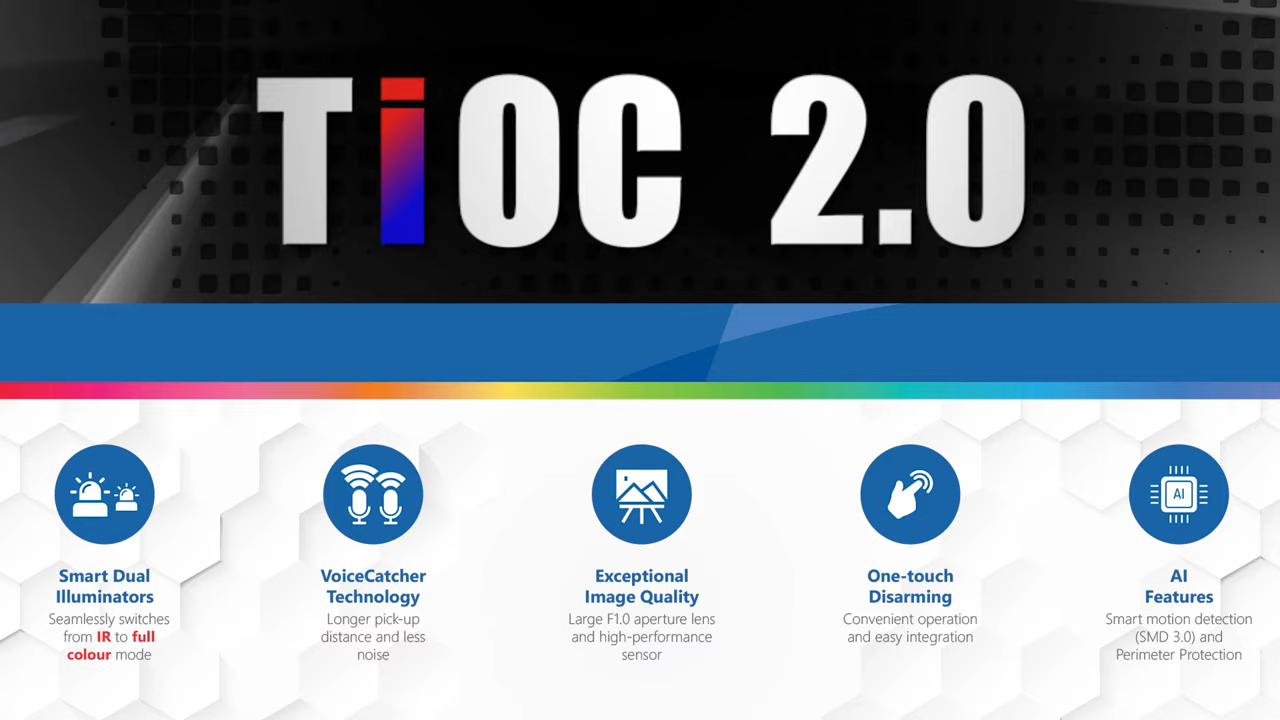 TiOC 2.0
AI
Smart Dual
Illuminators
Seamlessly switches
from IR to full
colour mode
VoiceCatcher
Technology
Longer pick-up
distance and less
noise
Exceptional
Image Quality
Large F1.0 aperture lens
and high-performance
sensor
One-touch
Disarming
Convenient operation
and easy integration
AI
Features
Smart motion detection
(SMD 3.0) and
Perimeter Protection